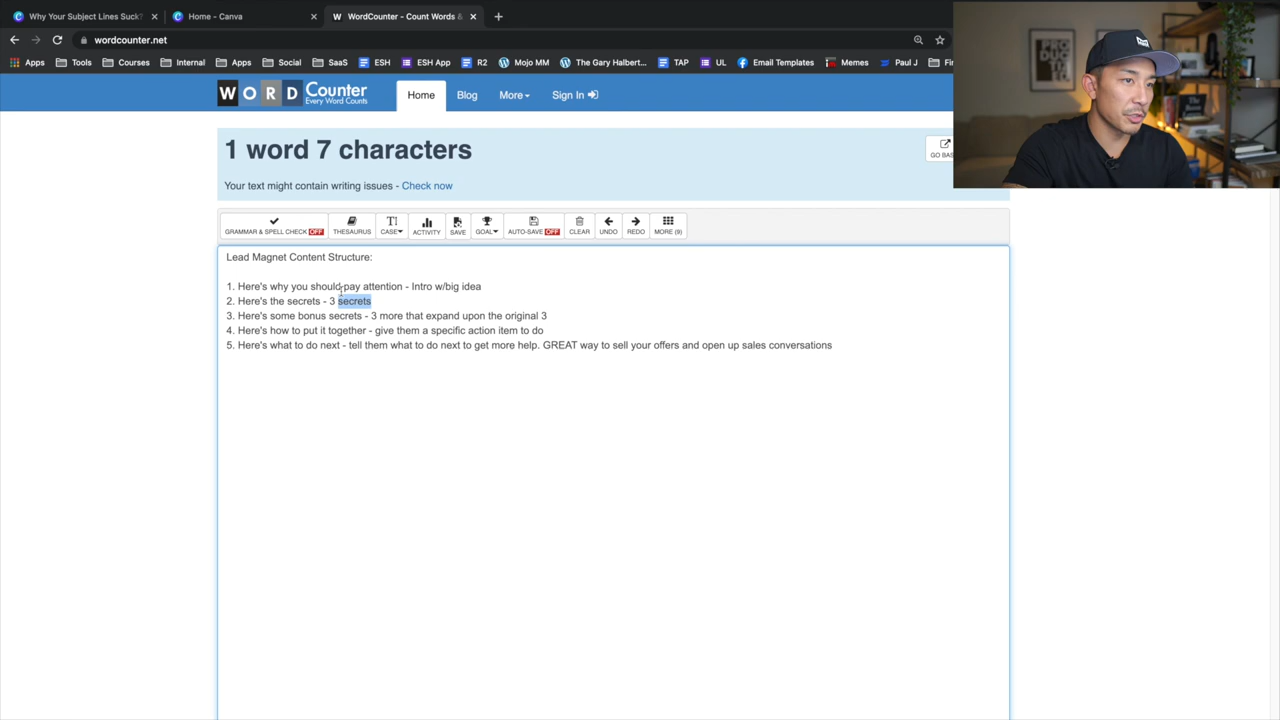 Why Your Subject Lines Suck?
Home - Canva
WordCounter - Count Words &
wordcounter.net
Apps
Tools
Courses
Internal
Apps
Social
SaaS
ESH
ESH App
R2
Mojo MM
The Gary Halbert...
TAP
UL
Email Templates
Memes
Paul J
Fin
WORD Counter
Every Word Counts
Home
Blog
More
Sign In
1 word 7 characters
GO BAS
Your text might contain writing issues - Check now
GRAMMAR & SPELL CHECK OFF
THESAURUS
CASE
ACTIVITY
SAVE
GOAL
AUTO-SAVE OFF
CLEAR
UNDO
REDO
MORE (9)
Lead Magnet Content Structure:
1. Here's why you should pay attention - Intro w/big idea
2. Here's the secrets - 3 secrets
3. Here's some bonus secrets - 3 more that expand upon the original 3
4. Here's how to put it together - give them a specific action item to do
5. Here's what to do next - tell them what to do next to get more help. GREAT way to sell your offers and open up sales conversations